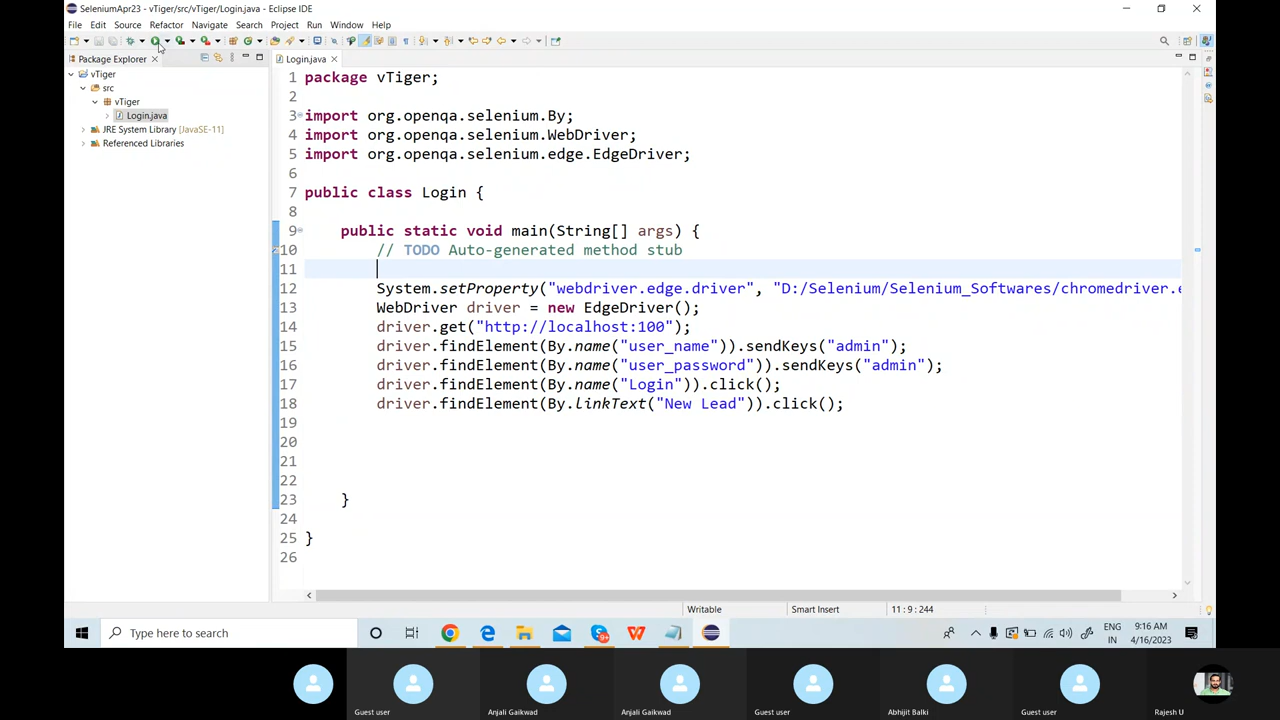 SeleniumApr23 - vTiger/src/vTiger/Login.java - Eclipse IDE
File Edit Source Refactor Navigate Search Project Run Window Help
Package Explorer
vTiger
src
vTiger
Login.java
JRE System Library [JavaSE-11]
Referenced Libraries
Login.java
1 package vTiger;
2
3 import org.openqa.selenium.By;
4 import org.openqa.selenium.WebDriver;
5 import org.openqa.selenium.edge.EdgeDriver;
6
7 public class Login {
8
9 public static void main(String[] args) {
10 // TODO Auto-generated method stub
11
12 System.setProperty("webdriver.edge.driver", "D:/Selenium/Selenium_Softwares/chromedriver.e
13 WebDriver driver = new EdgeDriver();
14 driver.get("http://localhost:100");
15 driver.findElement(By.name("user_name")).sendKeys("admin");
16 driver.findElement(By.name("user_password")).sendKeys("admin");
17 driver.findElement(By.name("Login")).click();
18 driver.findElement(By.linkText("New Lead")).click();
19
20
21
22
23 }
24
25 }
26
Writable Smart Insert 11 : 9 : 244
Type here to search
ENG
IN
9:16 AM
4/16/2023
Guest user Anjali Gaikwad Anjali Gaikwad Guest user Abhijit Balki Guest user Rajesh U